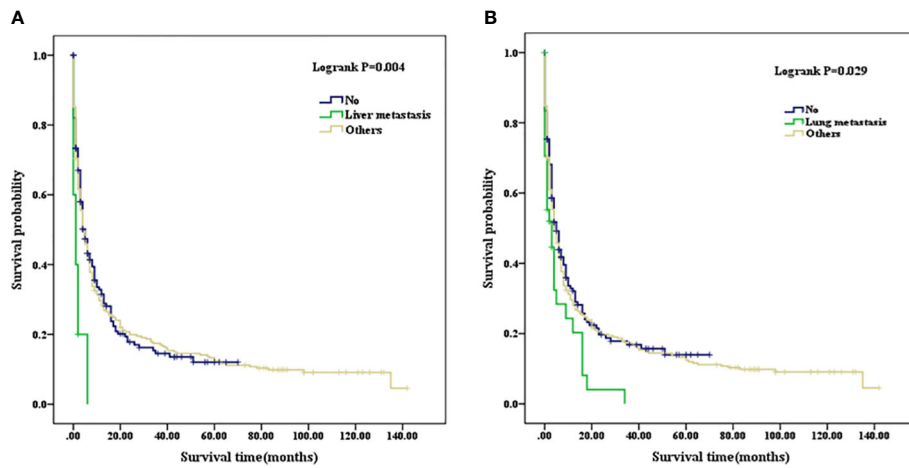 A
Logrank P=0.004
No
Liver metastasis
Others
Survival probability
1.0
0.8
0.6
0.4
0.2
0.0
.00 20.00 40.00 60.00 80.00 100.00 120.00 140.00
Survival time(months)
B
Logrank P=0.029
No
Lung metastasis
Others
Survival probability
1.0
0.8
0.6
0.4
0.2
0.0
.00 20.00 40.00 60.00 80.00 100.00 120.00 140.00
Survival time(months)